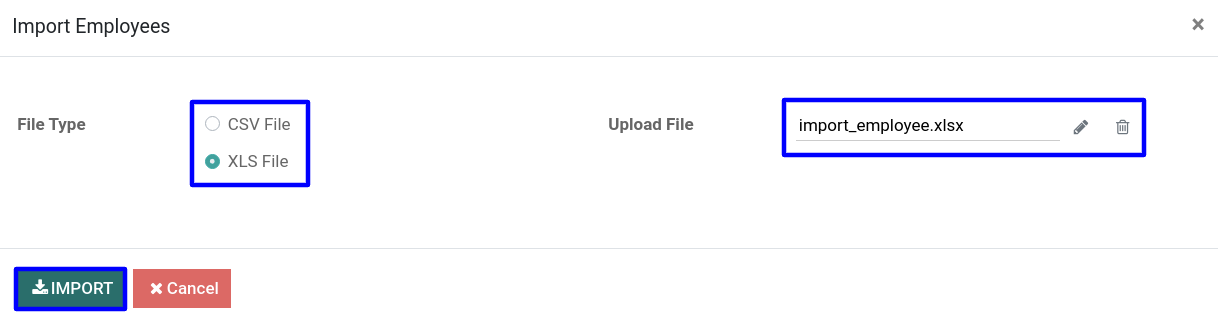 Import Employees
×
File Type
CSV File
XLS File
Upload File
import_employee.xlsx
IMPORT
Cancel